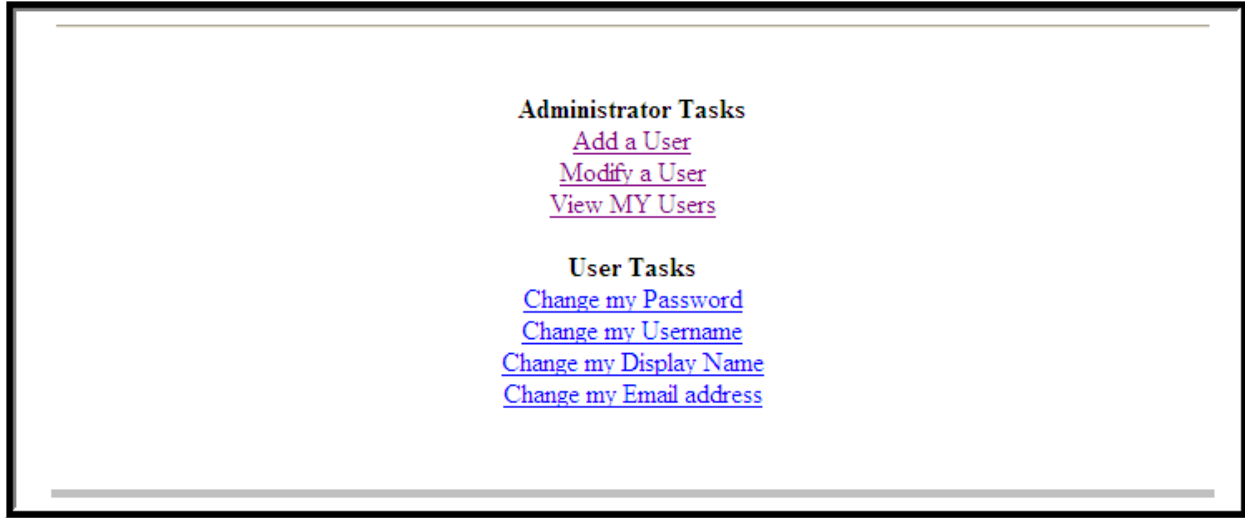 Administrator Tasks
Add a User
Modify a User
View MY Users
User Tasks
Change my Password
Change my Username
Change my Display Name
Change my Email address